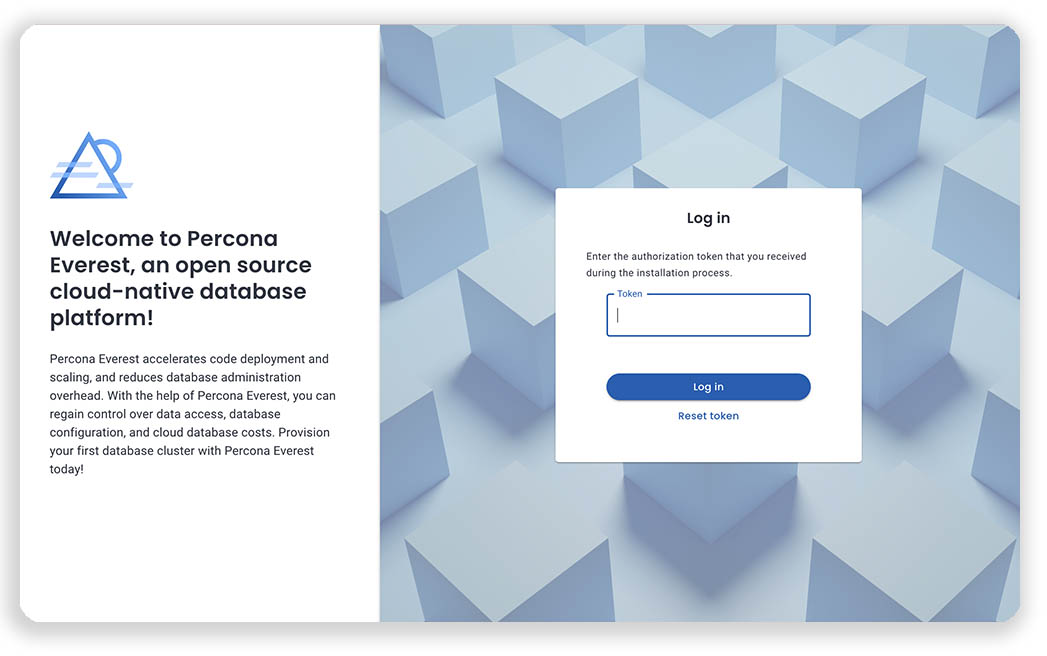 Welcome to Percona
Everest, an open source
cloud-native database
platform!
Percona Everest accelerates code deployment and
scaling, and reduces database administration
overhead. With the help of Percona Everest, you can
regain control over data access, database
configuration, and cloud database costs. Provision
your first database cluster with Percona Everest
today!
Log in
Enter the authorization token that you received
during the installation process.
Token
Log in
Reset token